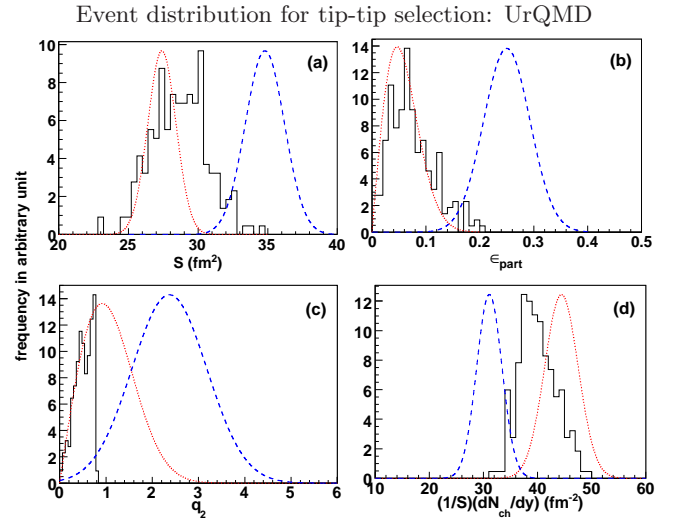 Event distribution for tip-tip selection: UrQMD
frequency in arbitrary unit
(a)
10
8
6
4
2
0
20 25 30 35 40
S (fm²)
(b)
14
12
10
8
6
4
2
0
0 0.1 0.2 0.3 0.4 0.5
∈part
(c)
14
12
10
8
6
4
2
0
0 1 2 3 4 5 6
q₂
(d)
12
10
8
6
4
2
0
10 20 30 40 50 60
(1/S)(dNch/dy) (fm⁻²)